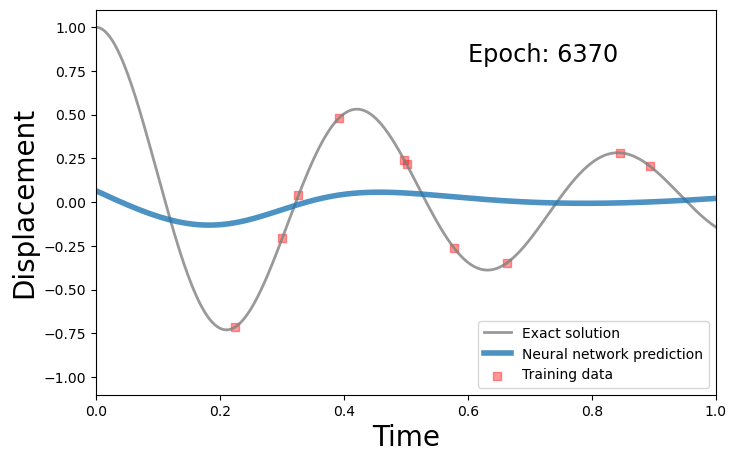 Epoch: 6370
Displacement
1.00
0.75
0.50
0.25
0.00
−0.25
−0.50
−0.75
−1.00
Exact solution
Neural network prediction
Training data
0.0 0.2 0.4 0.6 0.8 1.0
Time